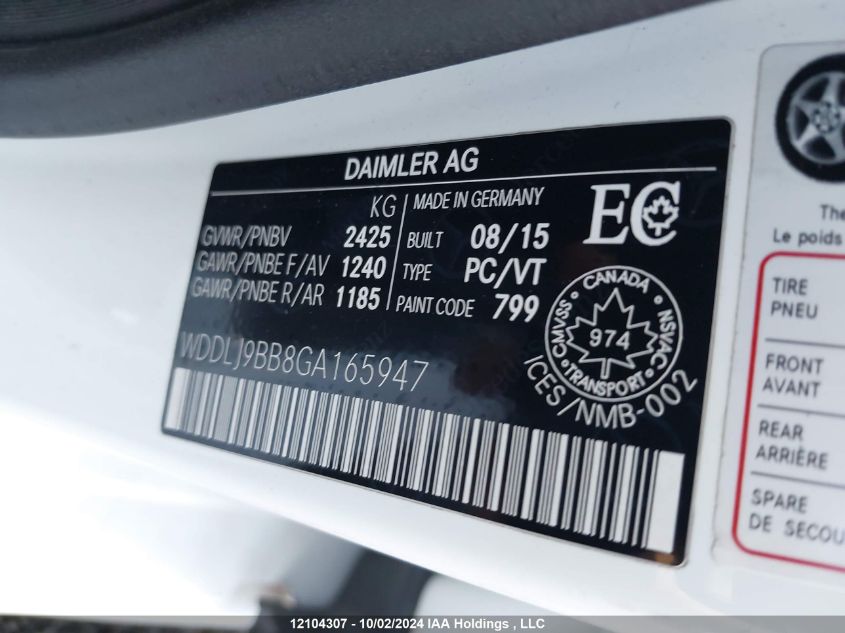 DAIMLER AG
KG
GVWR/PNBV 2425
GAWR/PNBE F/AV 1240
GAWR/PNBE R/AR 1185
MADE IN GERMANY
BUILT 08/15
TYPE PC/VT
PAINT CODE 799
EC
CANADA
CMVSS
974
NSVAC
TRANSPORT
ICES/NMB-002
WDDLJ9BB8GA165947
The
Le poids
TIRE
PNEU
FRONT
AVANT
REAR
ARRIÈRE
SPARE
DE SECOU
12104307 - 10/02/2024 IAA Holdings , LLC